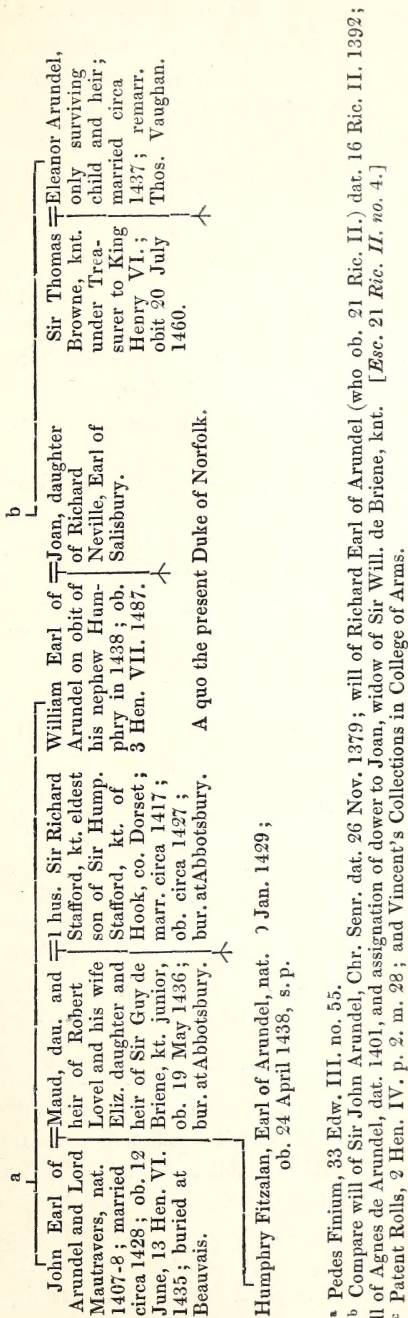 a
John Earl of
Arundel and Lord
Mautravers, nat.
1407-8; married
circa 1428; ob. 12
June, 13 Hen. VI.
1435; buried at
Beauvais.
Maud, dau. and
heir of Robert
Lovel and his wife
Eliz. daughter and
heir of Sir Guy de
Briene, kt. junior,
ob. 19 May 1436;
bur. at Abbotsbury.
1 hus. Sir Richard
Stafford, kt. eldest
son of Sir Hump.
Stafford, kt. of
Hook, co. Dorset;
marr. circa 1417;
ob. circa 1427;
bur. at Abbotsbury.
William Earl of
Arundel on obit of
his nephew Hum-
phry in 1438; ob.
3 Hen. VII. 1487.
Joan, daughter
of Richard
Neville, Earl of
Salisbury.
A quo the present Duke of Norfolk.
b
Sir Thomas
Browne, knt.
under Trea-
surer to King
Henry VI.;
obit 20 July
1460.
Eleanor Arundel,
only surviving
child and heir;
married circa
1437; remarr.
Thos. Vaughan.
Humphry Fitzalan, Earl of Arundel, nat. Jan. 1429;
ob. 24 April 1438, s. p.
a Pedes Finium, 33 Edw. III. no. 55.
b Compare will of Sir John Arundel, Chr. Senr. dat. 26 Nov. 1379; will of Richard Earl of Arundel (who ob. 21 Ric. II.) dat. 16 Ric. II. 1392;
ll of Agnes de Arundel, dat. 1401, and assignation of dower to Joan, widow of Sir Will. de Briene, knt. [Esc. 21 Ric. II. no. 4.]
c Patent Rolls, 2 Hen. IV. p. 2. m. 28; and Vincent's Collections in College of Arms.